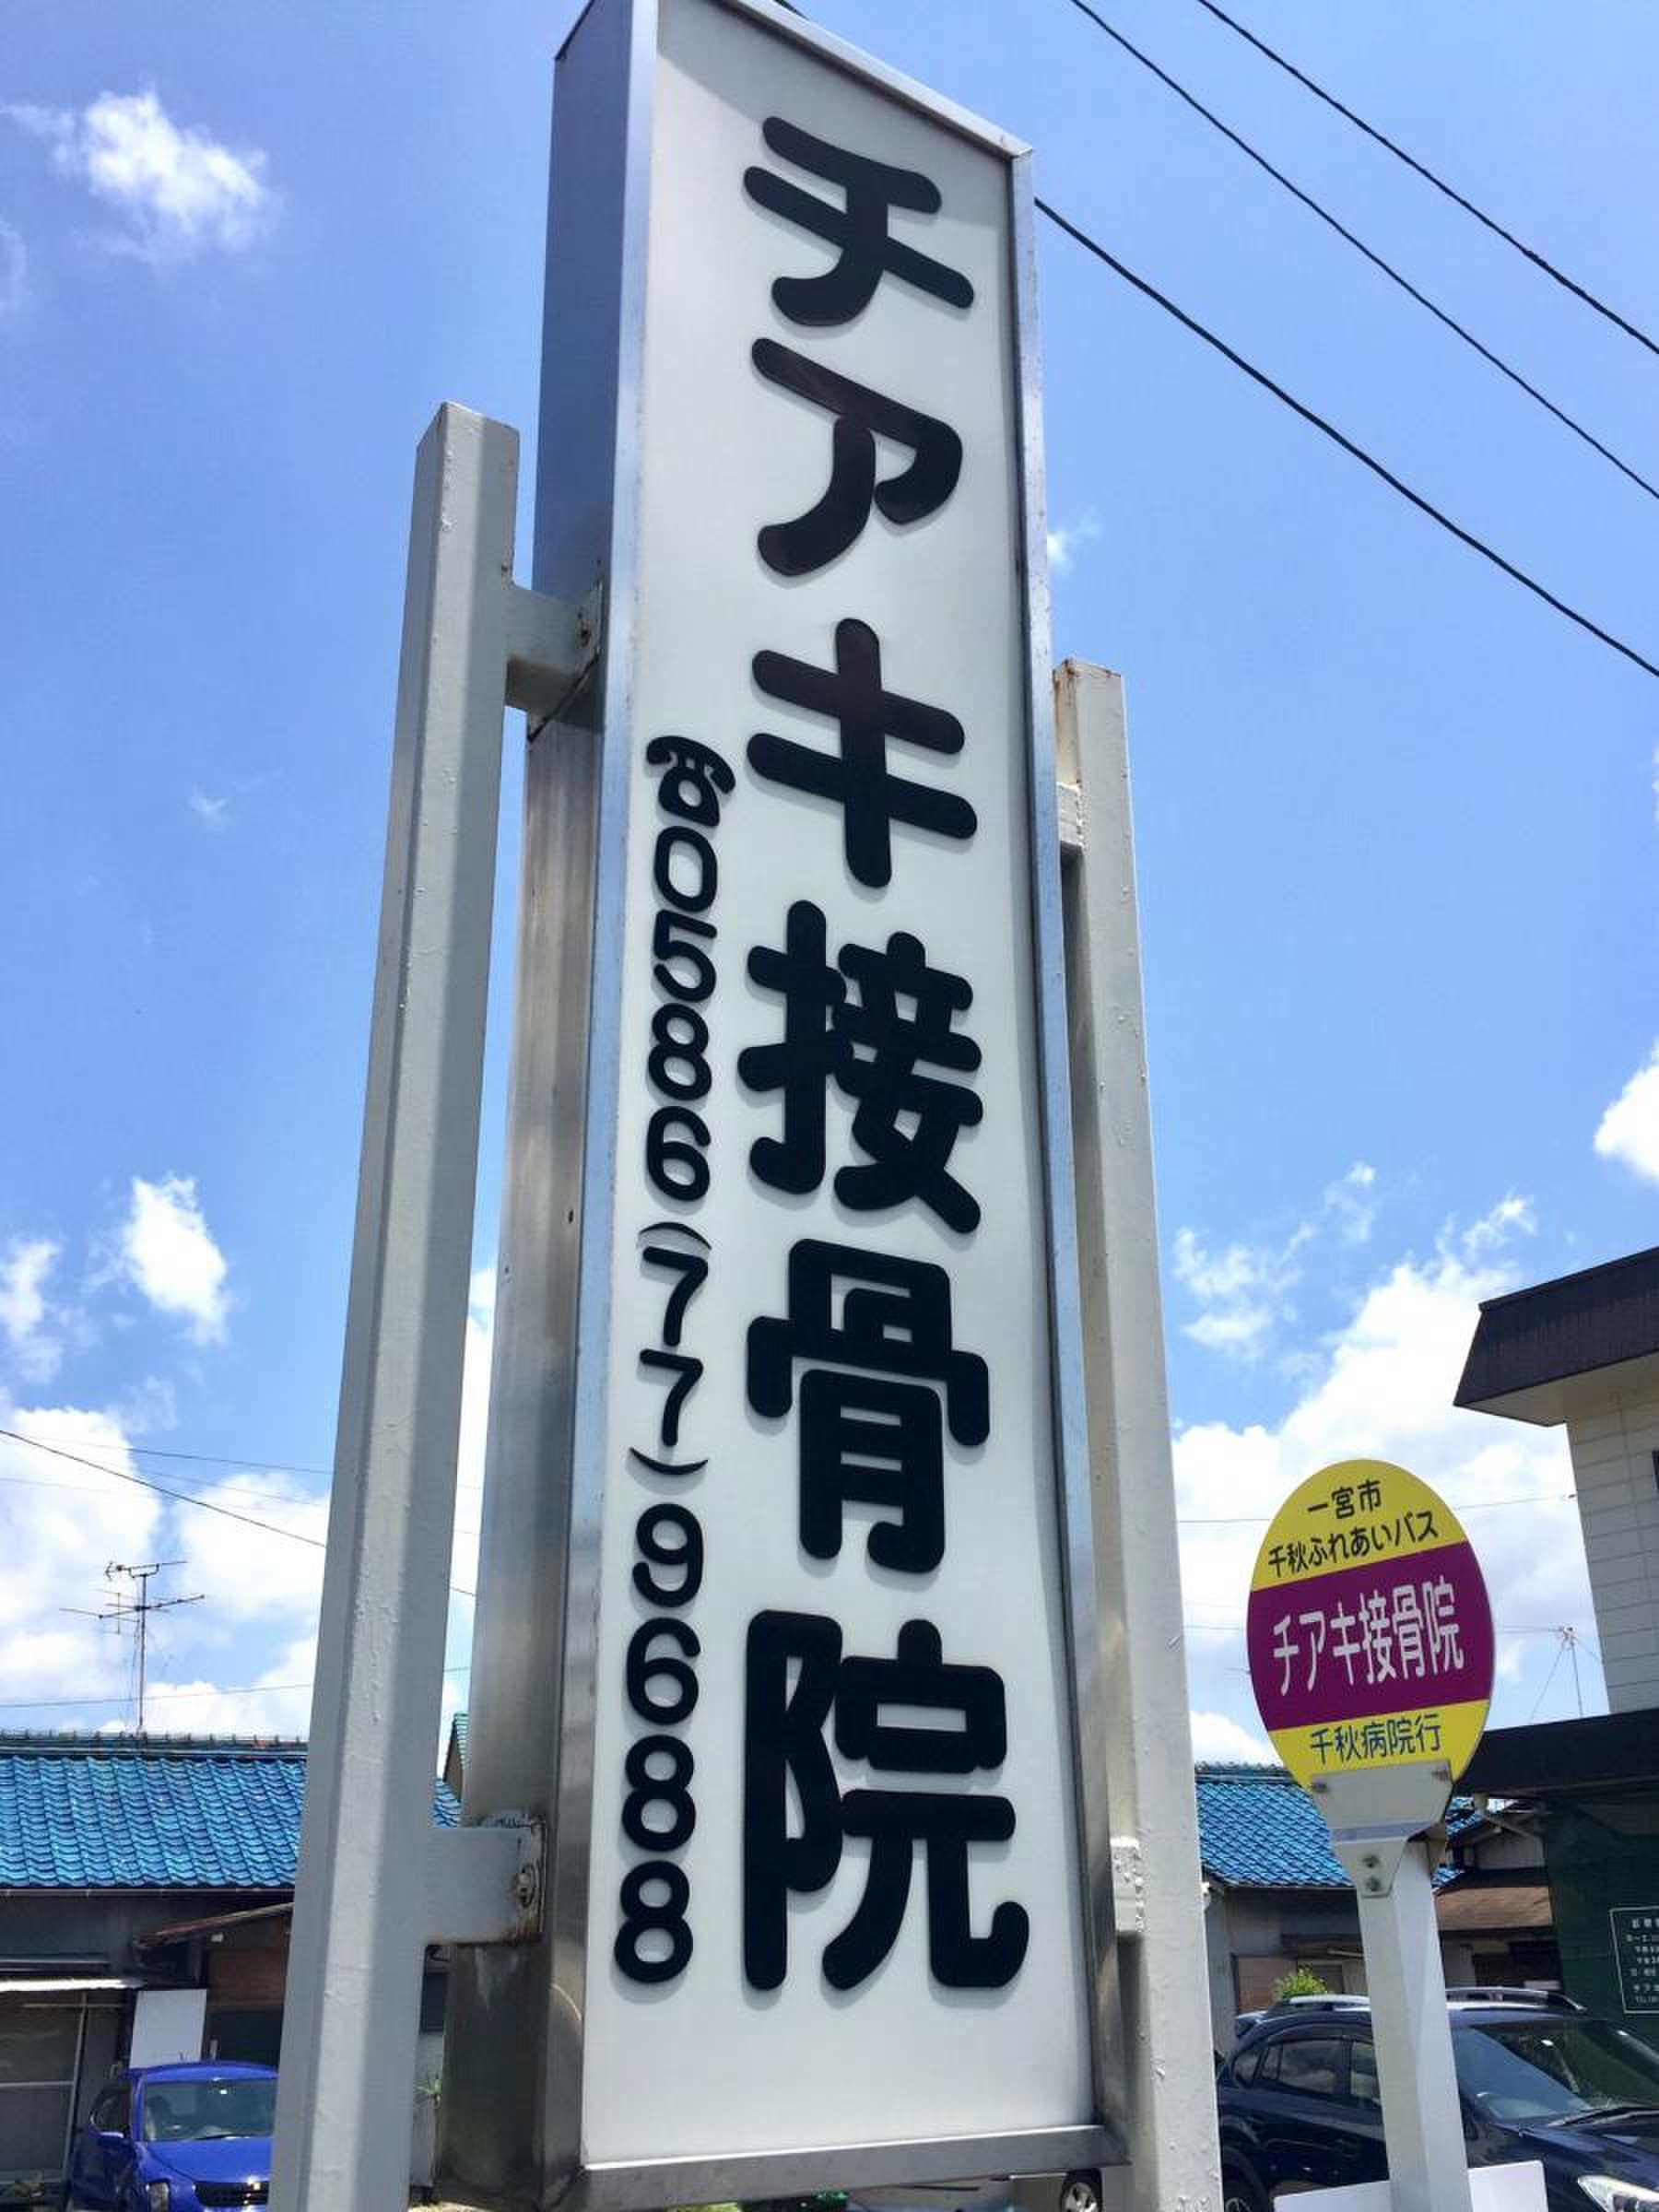 チアキ接骨院
☎0586(77)9688
一宮市
千秋ふれあいバス
チアキ接骨院
千秋病院行